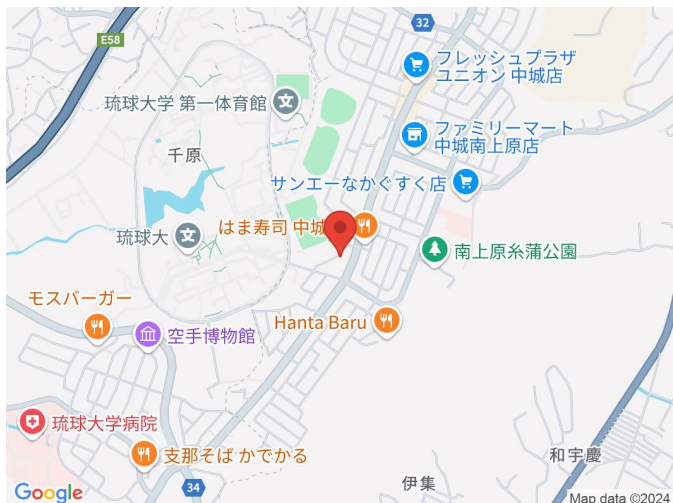 32
E58
フレッシュプラザ
ユニオン 中城店
琉球大学 第一体育館
ファミリーマート
中城南上原店
千原
サンエーなかぐすく店
はま寿司 中城
琉球大
南上原糸蒲公園
モスバーガー
Hanta Baru
空手博物館
琉球大学病院
支那そば かでかる
和宇慶
伊集
34
Google
Map data ©2024